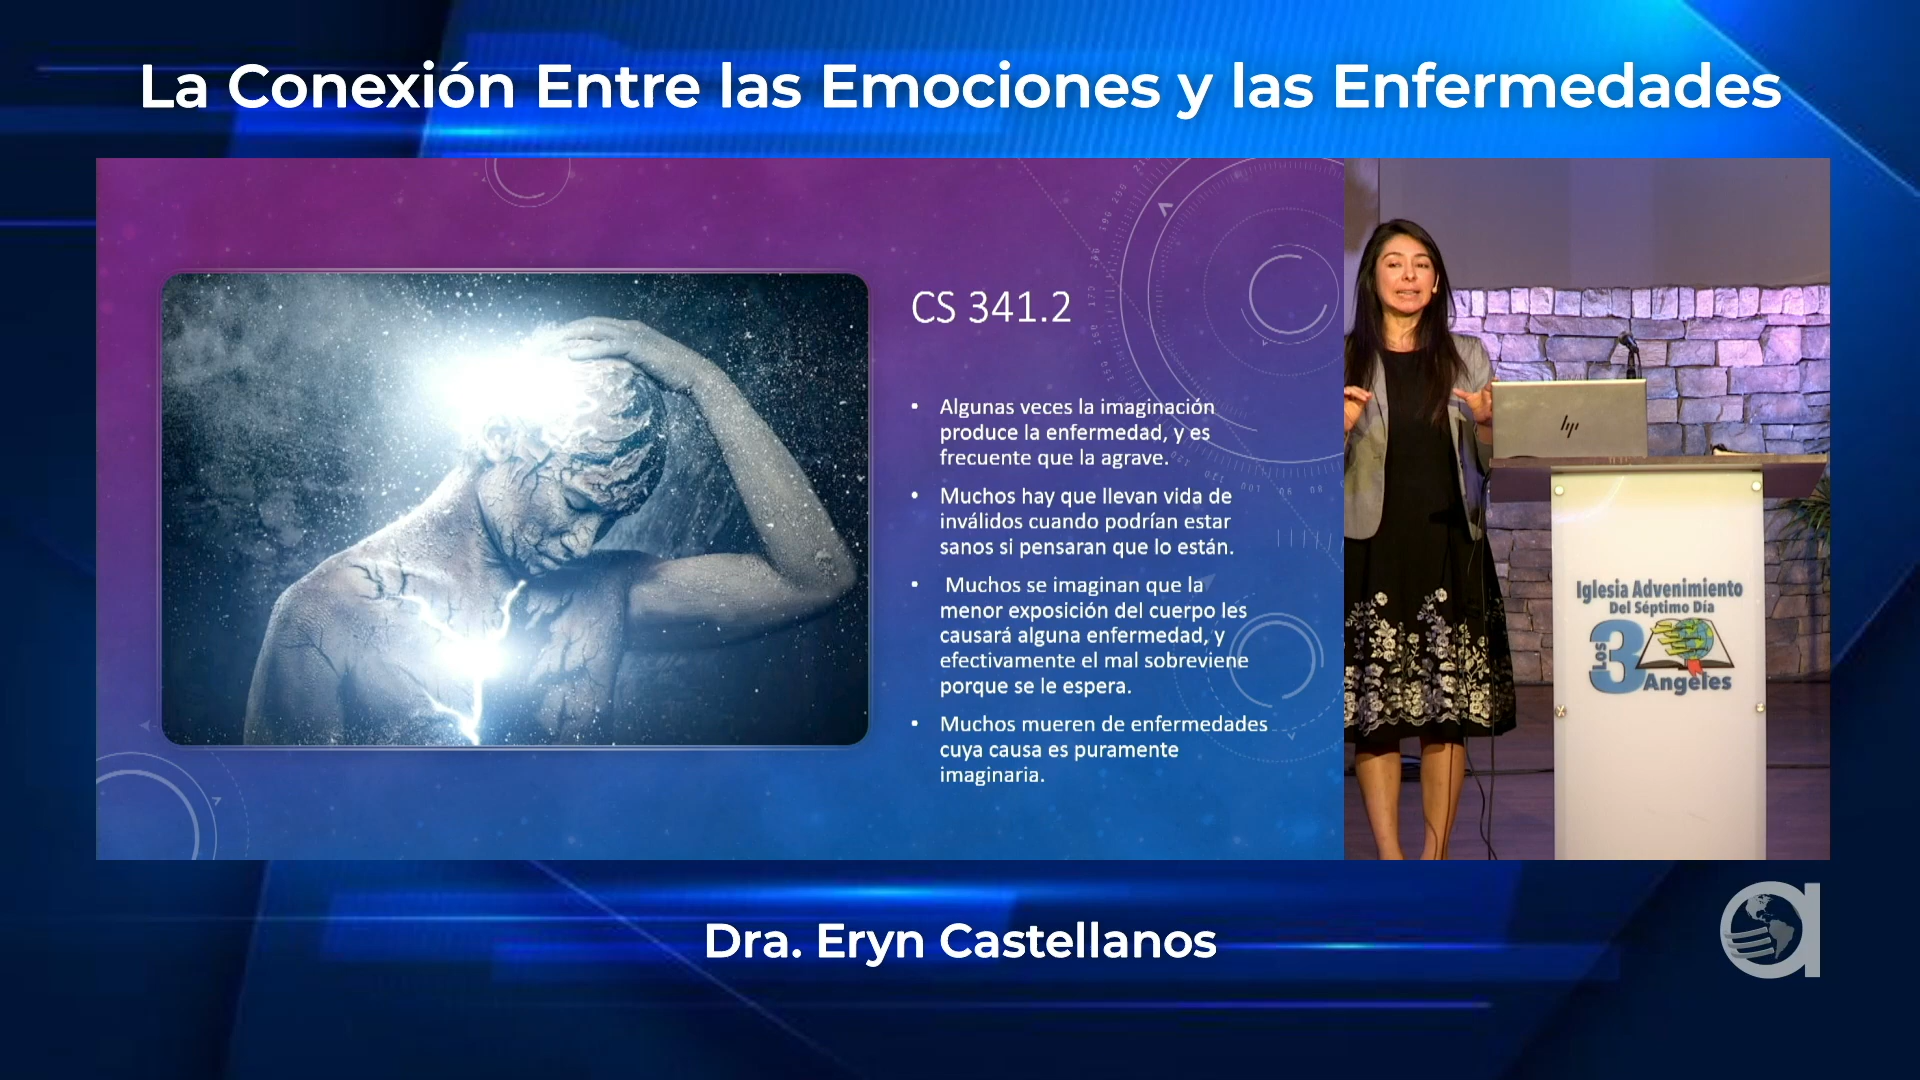 La Conexión Entre las Emociones y las Enfermedades
CS 341.2
• Algunas veces la imaginación
produce la enfermedad, y es
frecuente que la agrave.
• Muchos hay que llevan vida de
inválidos cuando podrían estar
sanos si pensaran que lo están.
• Muchos se imaginan que la
menor exposición del cuerpo les
causará alguna enfermedad, y
efectivamente el mal sobreviene
porque se le espera.
• Muchos mueren de enfermedades
cuya causa es puramente
imaginaria.
hp
Iglesia Advenimiento
Del Séptimo Día
Los 3
Angeles
Dra. Eryn Castellanos